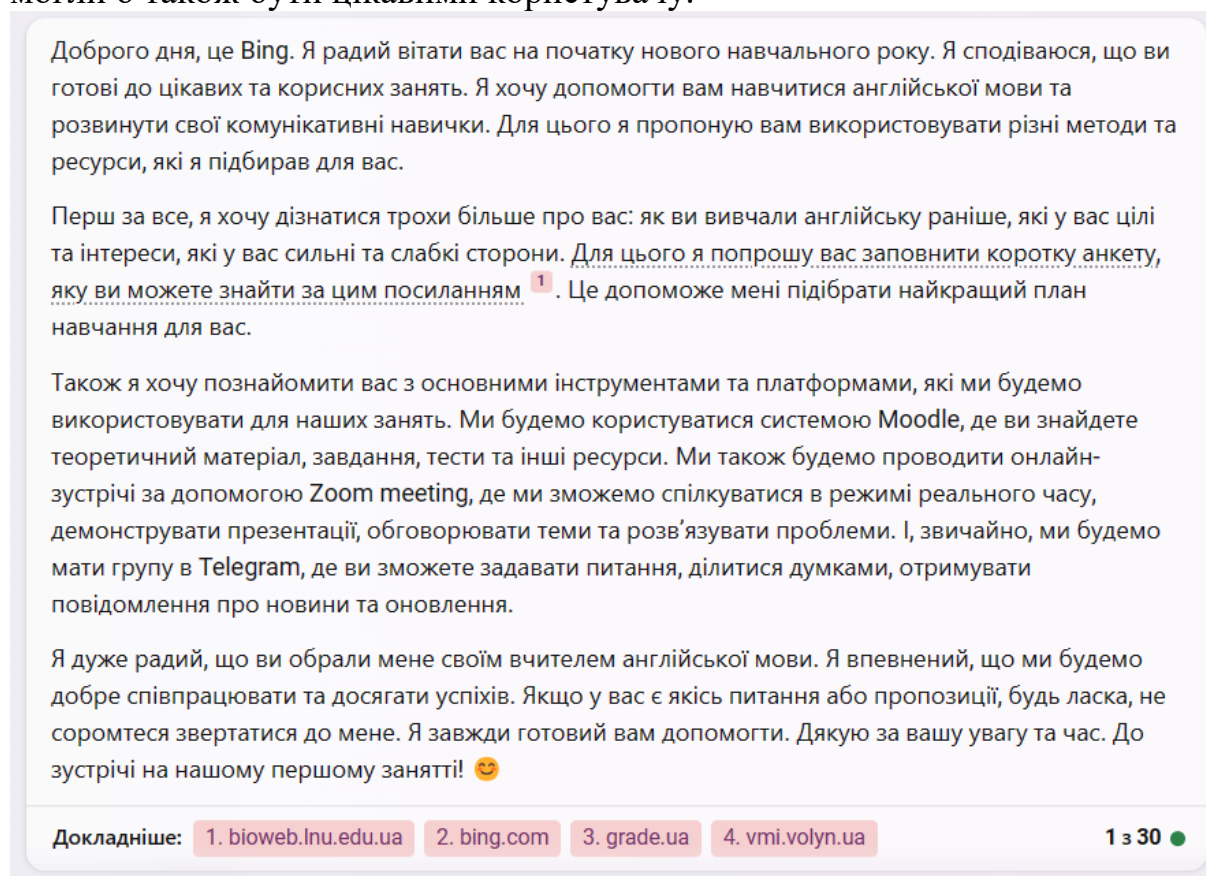 могли б також бути цікавими користувачу.
Доброго дня, це Bing. Я радий вітати вас на початку нового навчального року. Я сподіваюся, що ви
готові до цікавих та корисних занять. Я хочу допомогти вам навчитися англійської мови та
розвинути свої комунікативні навички. Для цього я пропоную вам використовувати різні методи та
ресурси, які я підбирав для вас.
Перш за все, я хочу дізнатися трохи більше про вас: як ви вивчали англійську раніше, які у вас цілі
та інтереси, які у вас сильні та слабкі сторони. Для цього я попрошу вас заповнити коротку анкету,
яку ви можете знайти за цим посиланням 1 . Це допоможе мені підібрати найкращий план
навчання для вас.
Також я хочу познайомити вас з основними інструментами та платформами, які ми будемо
використовувати для наших занять. Ми будемо користуватися системою Moodle, де ви знайдете
теоретичний матеріал, завдання, тести та інші ресурси. Ми також будемо проводити онлайн-
зустрічі за допомогою Zoom meeting, де ми зможемо спілкуватися в режимі реального часу,
демонструвати презентації, обговорювати теми та розв’язувати проблеми. І, звичайно, ми будемо
мати групу в Telegram, де ви зможете задавати питання, ділитися думками, отримувати
повідомлення про новини та оновлення.
Я дуже радий, що ви обрали мене своїм вчителем англійської мови. Я впевнений, що ми будемо
добре співпрацювати та досягати успіхів. Якщо у вас є якісь питання або пропозиції, будь ласка, не
соромтеся звертатися до мене. Я завжди готовий вам допомогти. Дякую за вашу увагу та час. До
зустрічі на нашому першому занятті! 😊
Докладніше: 1. bioweb.lnu.edu.ua 2. bing.com 3. grade.ua 4. vmi.volyn.ua 1 з 30